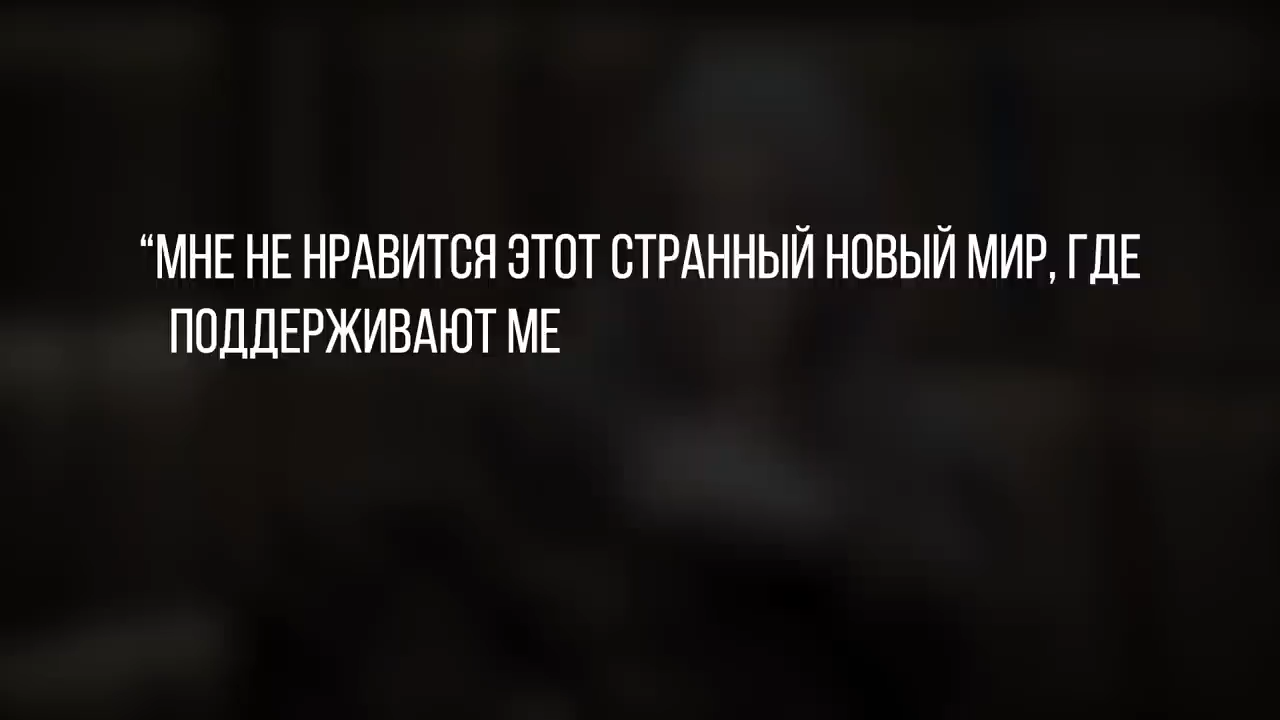 “МНЕ НЕ НРАВИТСЯ ЭТОТ СТРАННЫЙ НОВЫЙ МИР, ГДЕ
ПОДДЕРЖИВАЮТ МЕ